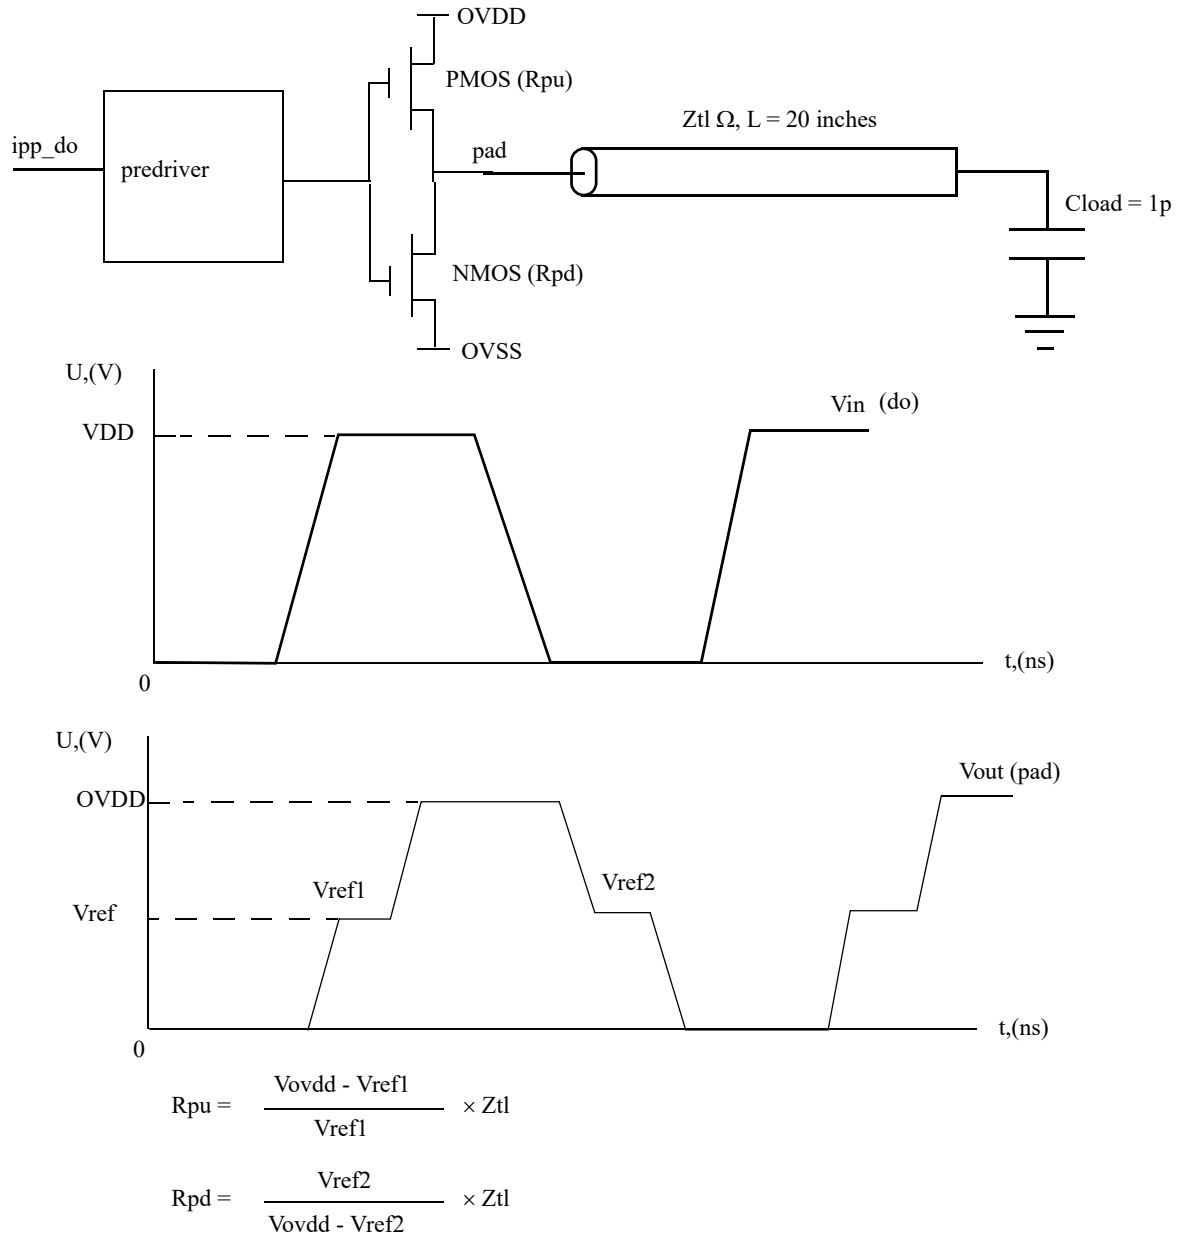 OVDD
PMOS (Rpu)
Ztl Ω, L = 20 inches
ipp_do
pad
predriver
Cload = 1p
NMOS (Rpd)
OVSS
U,(V)
Vin (do)
VDD
t,(ns)
0
U,(V)
Vout (pad)
OVDD
Vref1
Vref2
Vref
t,(ns)
0
Rpu = Vovdd - Vref1 × Ztl
Vref1
Rpd = Vref2 × Ztl
Vovdd - Vref2